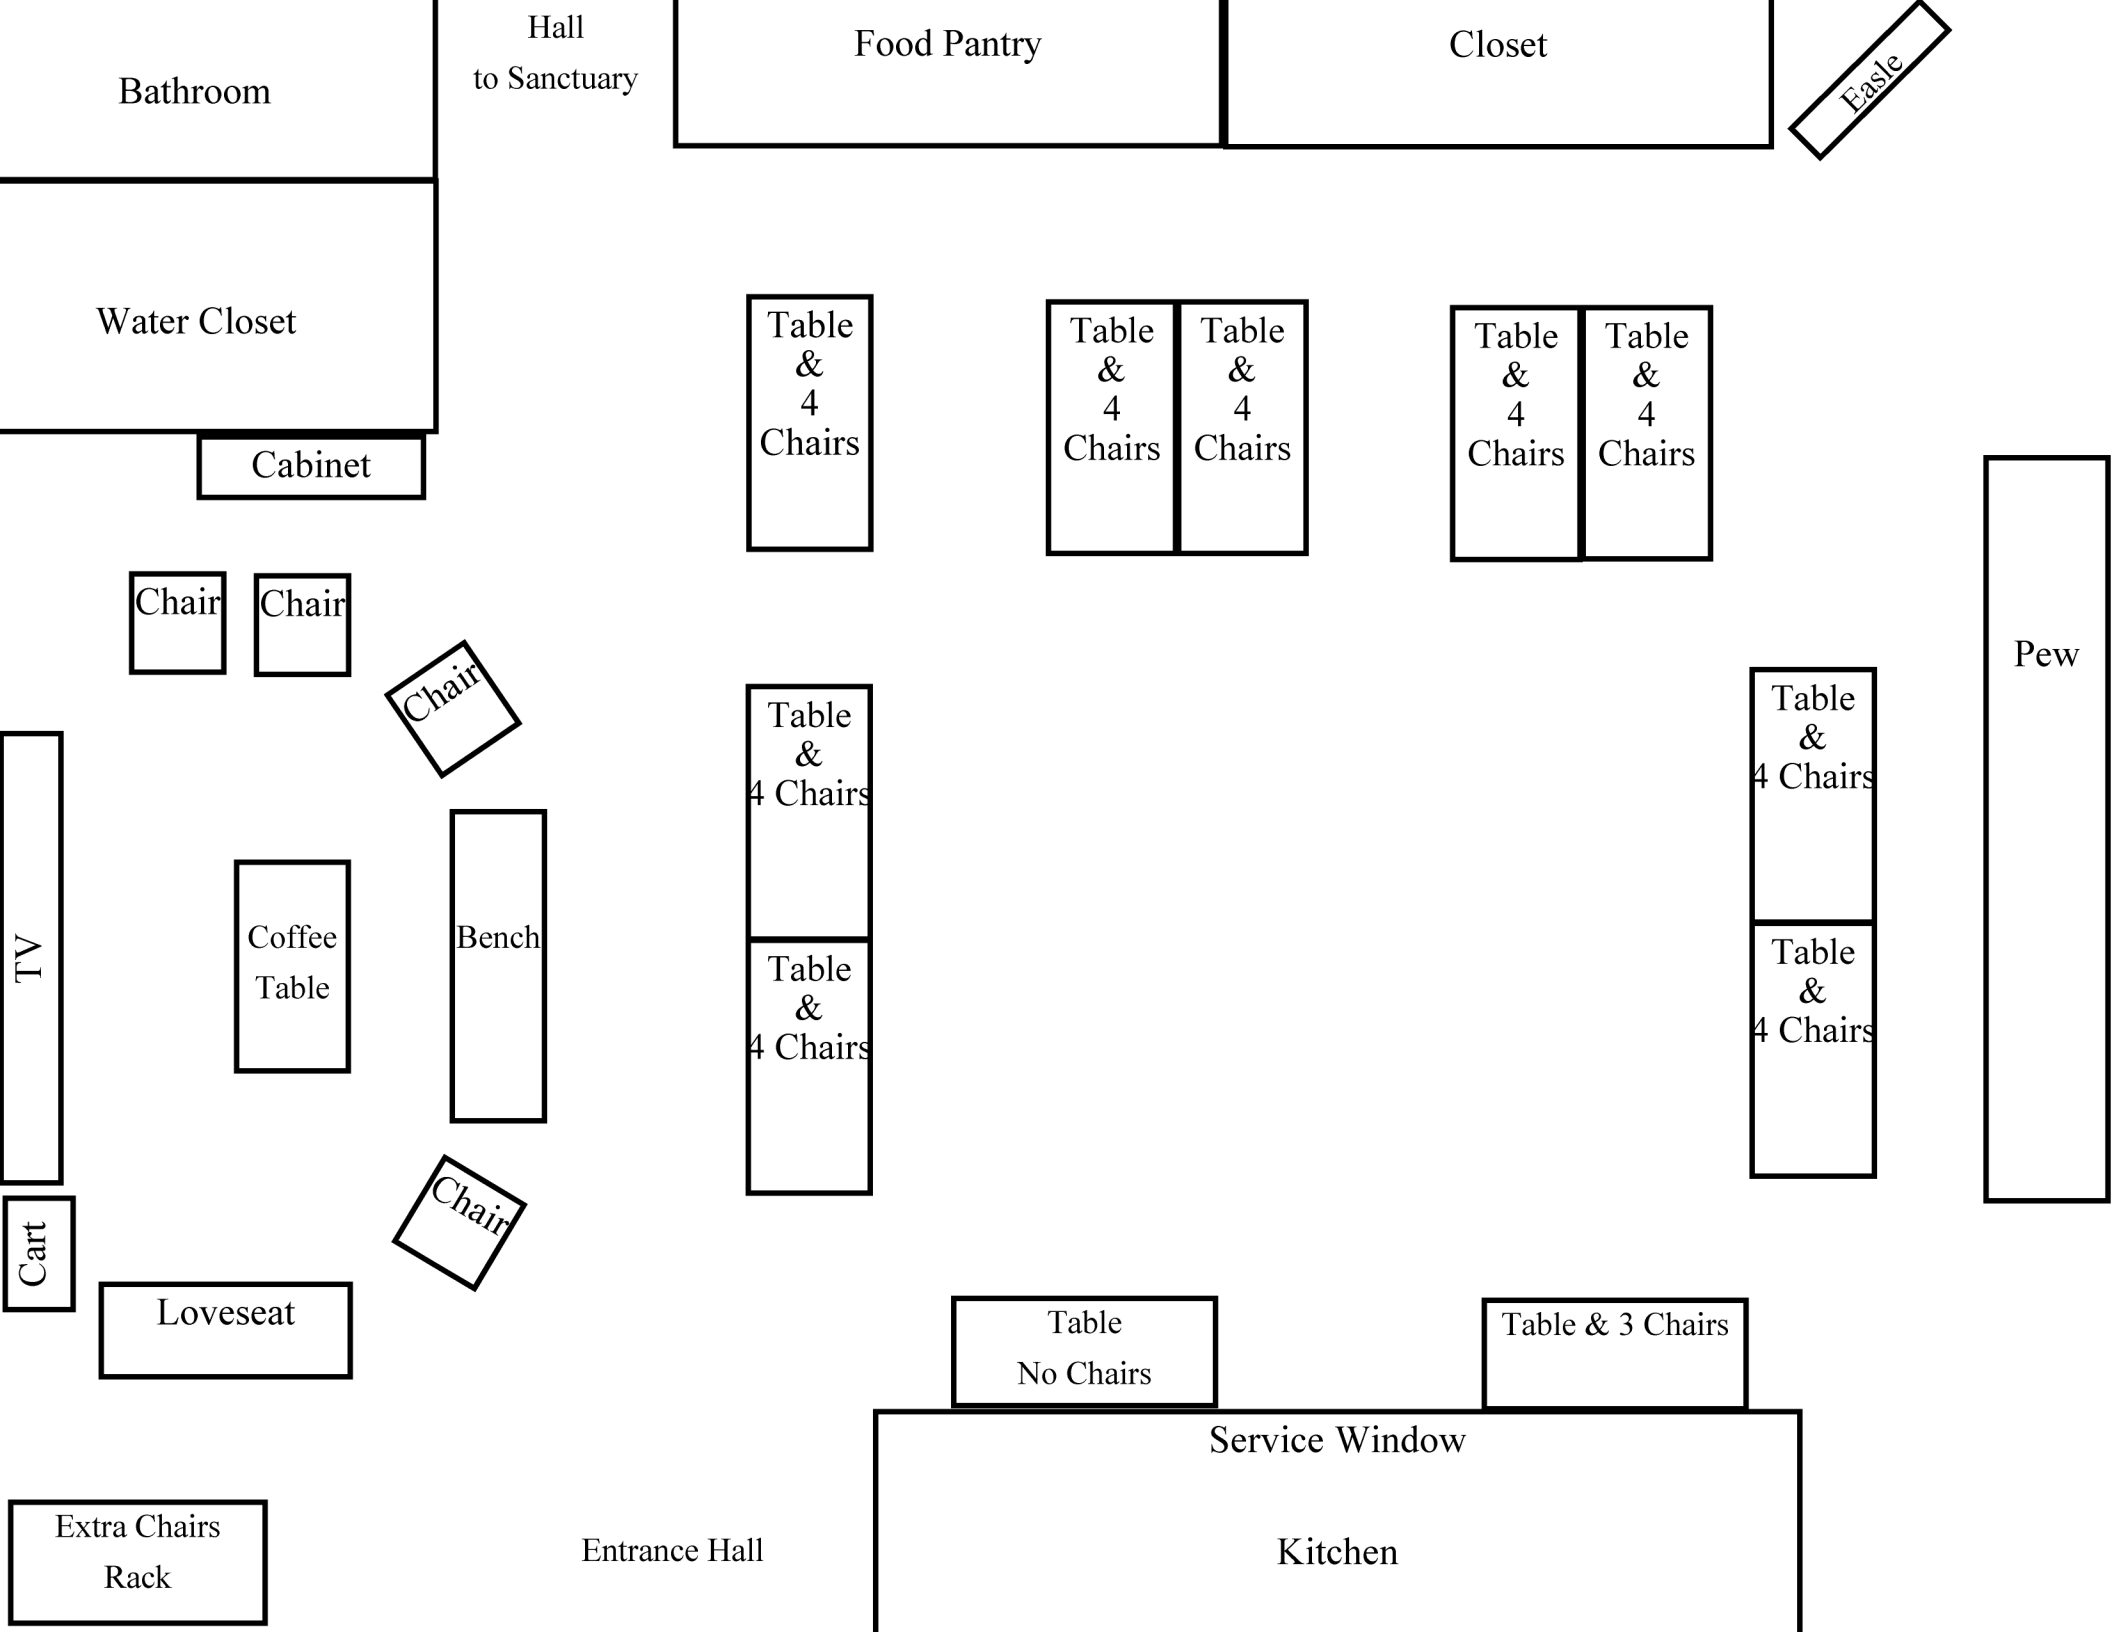 Hall
to Sanctuary
Bathroom
Food Pantry
Closet
Easle
Water Closet
Cabinet
Table
&
4
Chairs
Table
&
4
Chairs
Table
&
4
Chairs
Table
&
4
Chairs
Table
&
4
Chairs
Chair
Chair
Chair
Pew
Table
&
4 Chairs
Table
&
4 Chairs
TV
Coffee
Table
Bench
Table
&
4 Chairs
Table
&
4 Chairs
Chair
Cart
Loveseat
Table
No Chairs
Table & 3 Chairs
Service Window
Extra Chairs
Rack
Entrance Hall
Kitchen